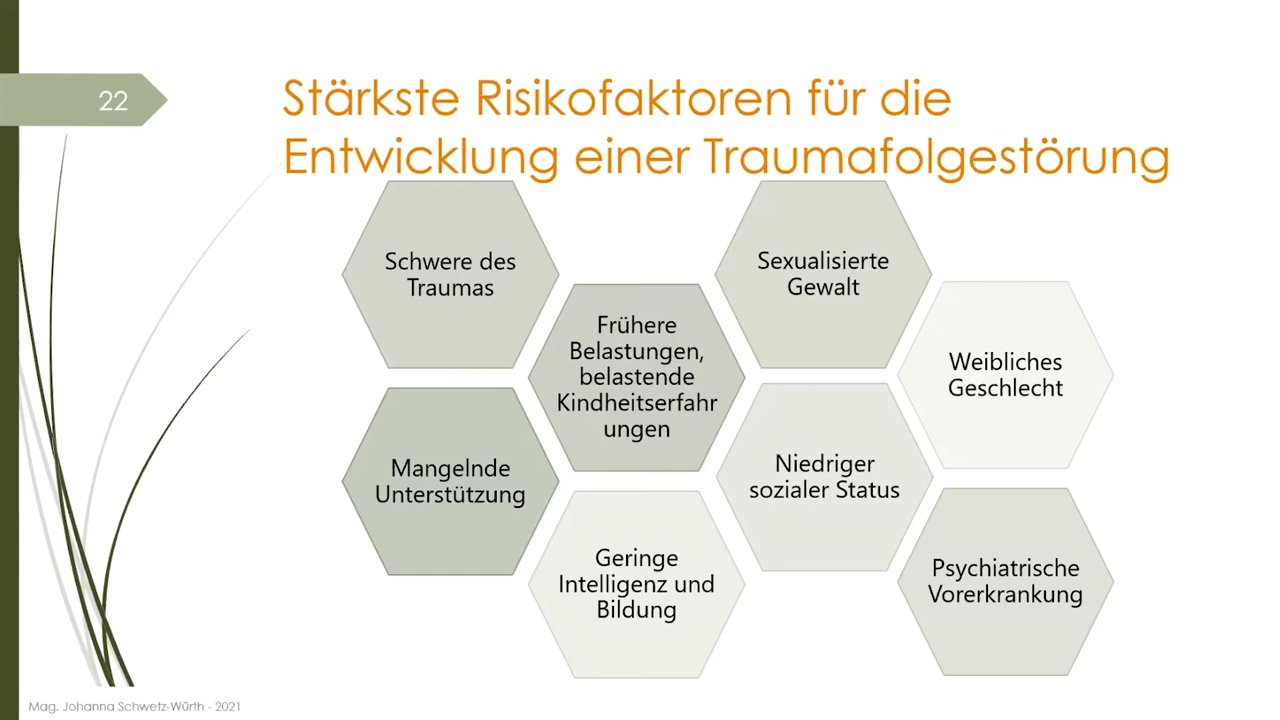 22
Stärkste Risikofaktoren für die
Entwicklung einer Traumafolgestörung
Schwere des
Traumas
Sexualisierte
Gewalt
Frühere
Belastungen,
belastende
Kindheitserfahr
ungen
Weibliches
Geschlecht
Mangelnde
Unterstützung
Niedriger
sozialer Status
Geringe
Intelligenz und
Bildung
Psychiatrische
Vorerkrankung
Mag. Johanna Schwetz-Würth - 2021